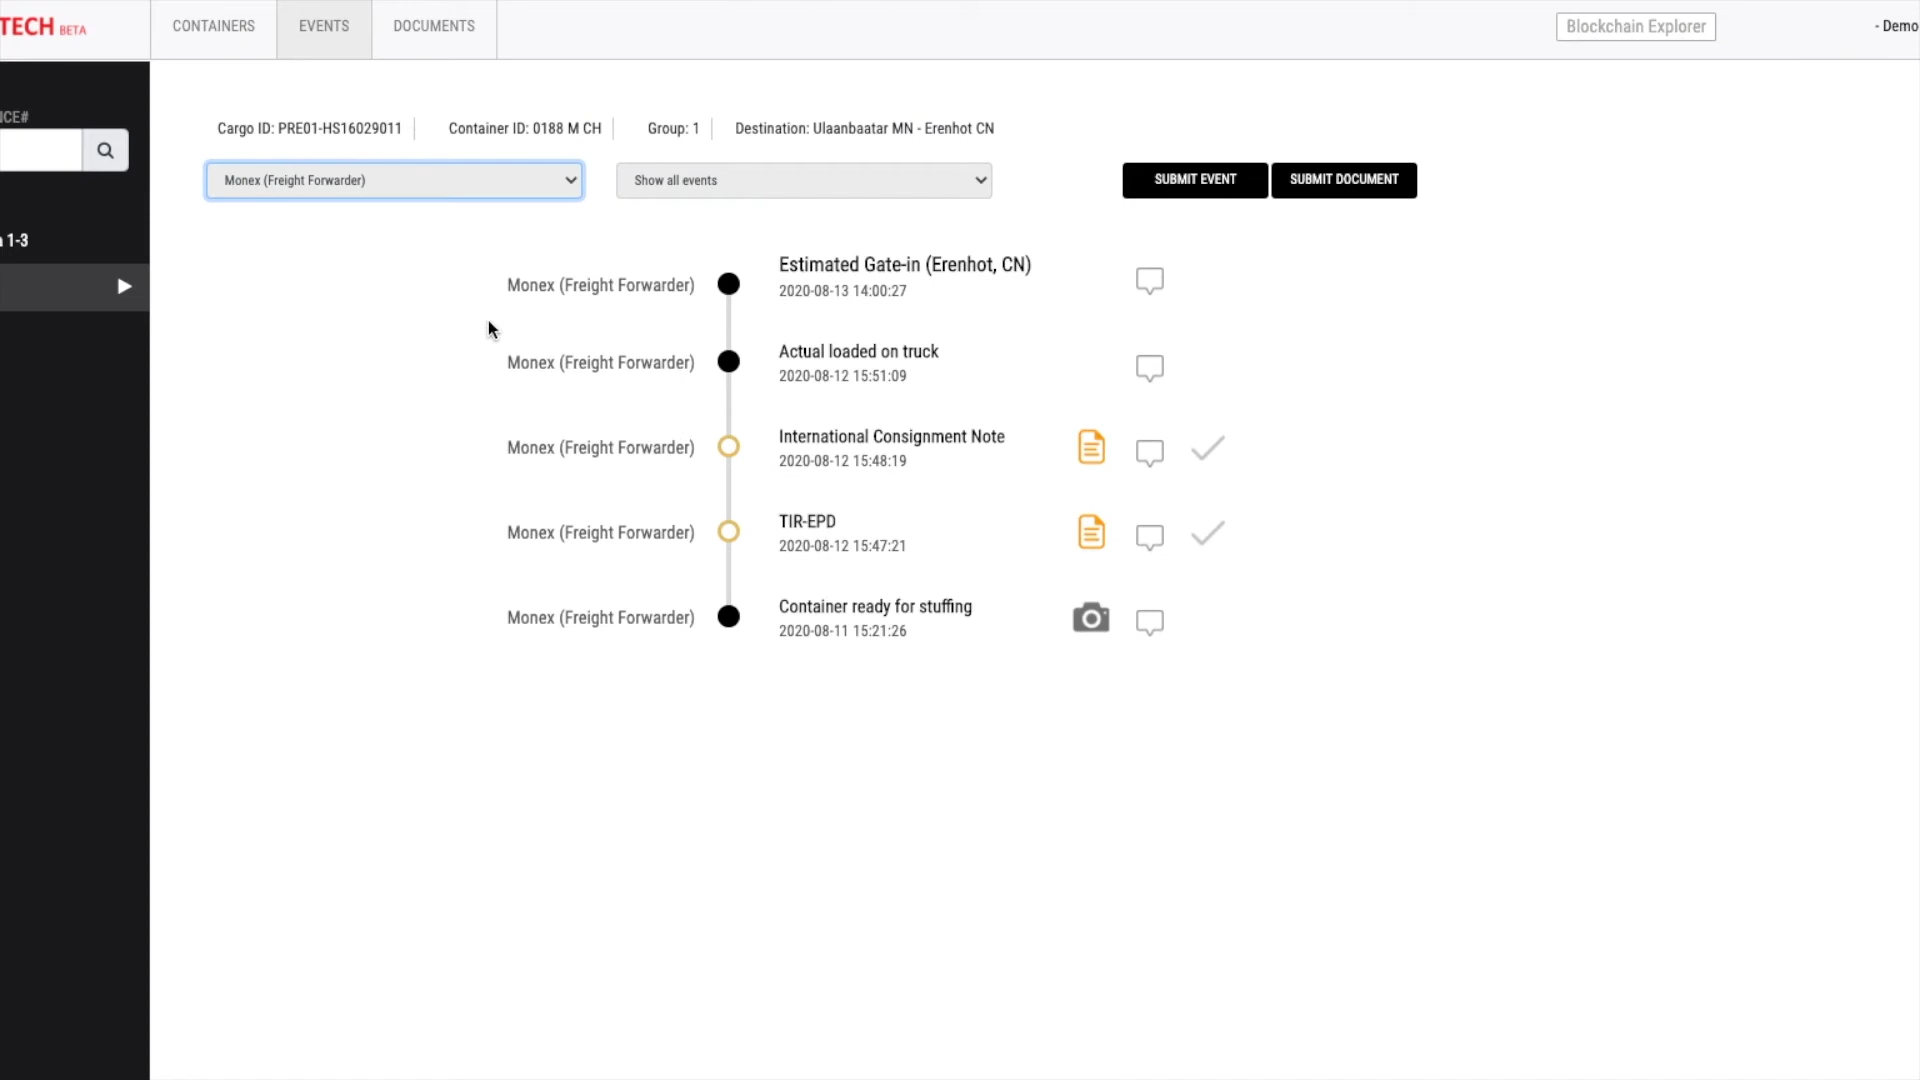 TECH BETA
CONTAINERS
EVENTS
DOCUMENTS
Blockchain Explorer
- Demo
NCE#
Cargo ID: PRE01-HS16029011
Container ID: 0188 M CH
Group: 1
Destination: Ulaanbaatar MN - Erenhot CN
Monex (Freight Forwarder)
Show all events
SUBMIT EVENT
SUBMIT DOCUMENT
1-3
Monex (Freight Forwarder)
Estimated Gate-in (Erenhot, CN)
2020-08-13 14:00:27
Monex (Freight Forwarder)
Actual loaded on truck
2020-08-12 15:51:09
Monex (Freight Forwarder)
International Consignment Note
2020-08-12 15:48:19
Monex (Freight Forwarder)
TIR-EPD
2020-08-12 15:47:21
Monex (Freight Forwarder)
Container ready for stuffing
2020-08-11 15:21:26